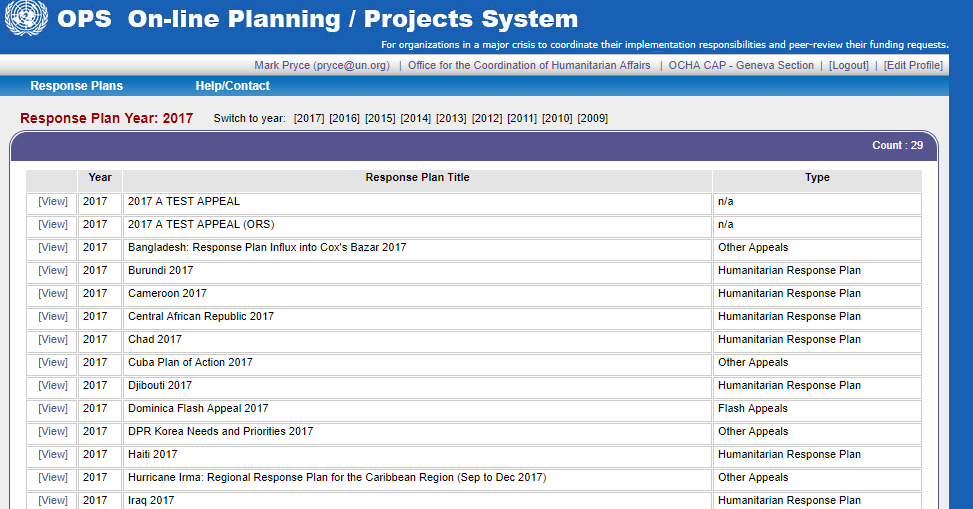 OPS On-line Planning / Projects System
For organizations in a major crisis to coordinate their implementation responsibilities and peer-review their funding requests.
Mark Pryce (pryce@un.org) | Office for the Coordination of Humanitarian Affairs | OCHA CAP - Geneva Section | [Logout] | [Edit Profile]
Response Plans Help/Contact
Response Plan Year: 2017 Switch to year: [2017] [2016] [2015] [2014] [2013] [2012] [2011] [2010] [2009]
Count : 29
Year Response Plan Title Type
[View] 2017 2017 A TEST APPEAL n/a
[View] 2017 2017 A TEST APPEAL (ORS) n/a
[View] 2017 Bangladesh: Response Plan Influx into Cox's Bazar 2017 Other Appeals
[View] 2017 Burundi 2017 Humanitarian Response Plan
[View] 2017 Cameroon 2017 Humanitarian Response Plan
[View] 2017 Central African Republic 2017 Humanitarian Response Plan
[View] 2017 Chad 2017 Humanitarian Response Plan
[View] 2017 Cuba Plan of Action 2017 Other Appeals
[View] 2017 Djibouti 2017 Humanitarian Response Plan
[View] 2017 Dominica Flash Appeal 2017 Flash Appeals
[View] 2017 DPR Korea Needs and Priorities 2017 Other Appeals
[View] 2017 Haiti 2017 Humanitarian Response Plan
[View] 2017 Hurricane Irma: Regional Response Plan for the Caribbean Region (Sep to Dec 2017) Other Appeals
[View] 2017 Iraq 2017 Humanitarian Response Plan